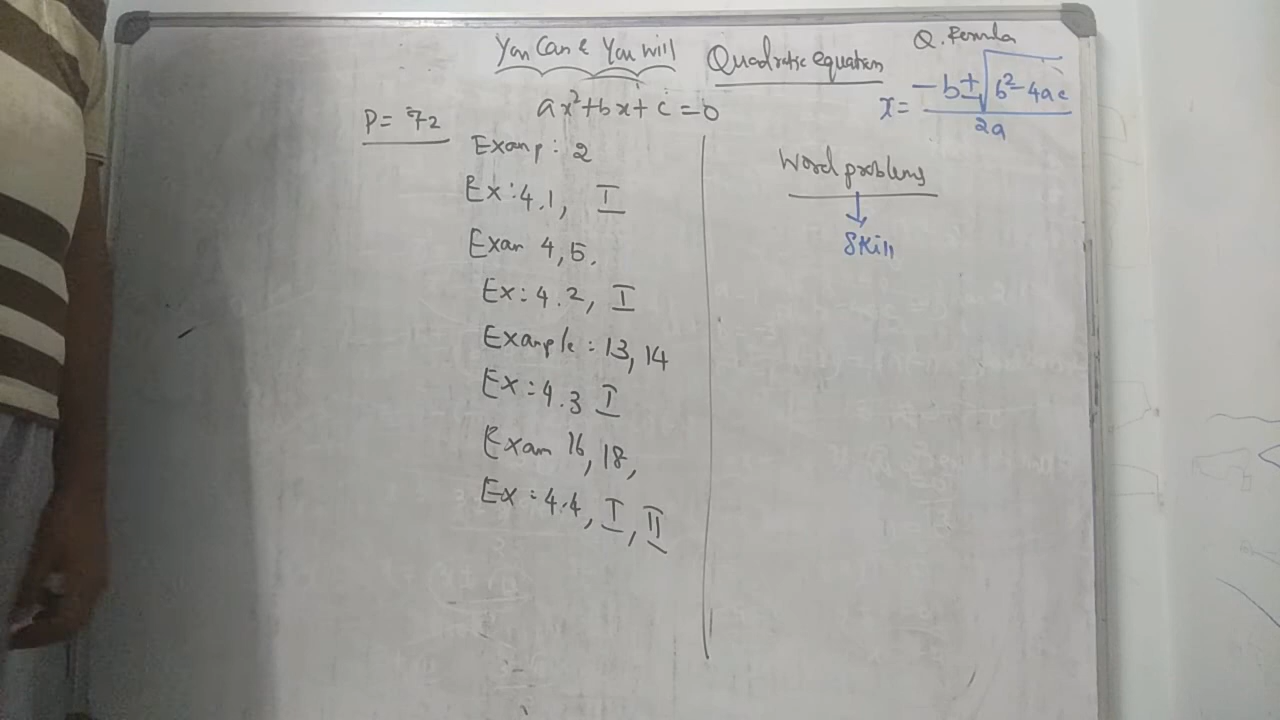 You Can & You will
Quadratic equation
Q. Formula
ax²+bx+c=0
x= -b±√b²-4ac / 2a
P= 72
Examp: 2
Ex:4.1, I
Exam 4,5.
Ex:4.2, I
Example:13,14
Ex:4.3 I
Exam 16,18,
Ex:4.4, I, II
Word problems
↓
Skill